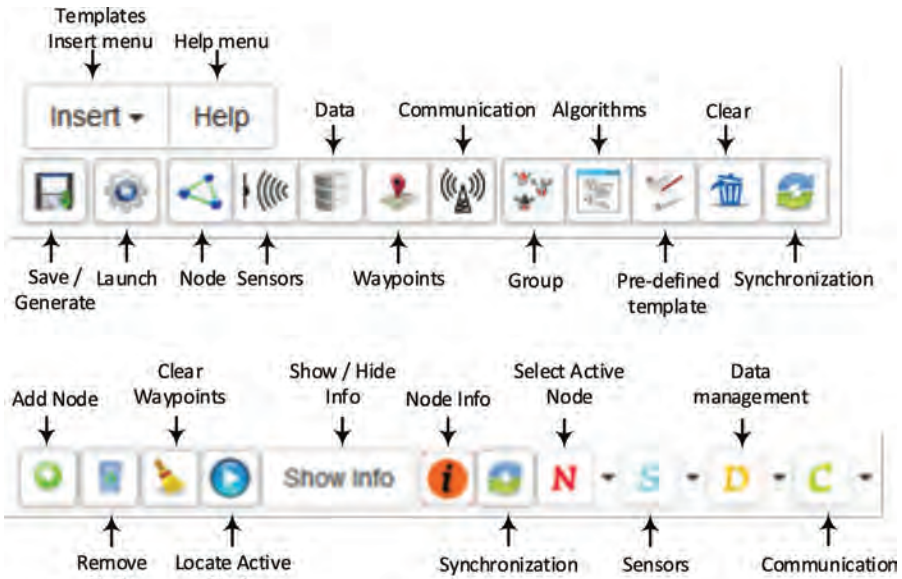 Templates
Insert menu
Help menu
Insert
Help
Data
Communication
Algorithms
Clear
Save /
Generate
Launch
Node
Sensors
Waypoints
Group
Pre-defined
template
Synchronization
Add Node
Clear
Waypoints
Show / Hide
Info
Node Info
Select Active
Node
Data
management
Show Info
i
N
S
D
C
Remove
Locate Active
Synchronization
Sensors
Communication